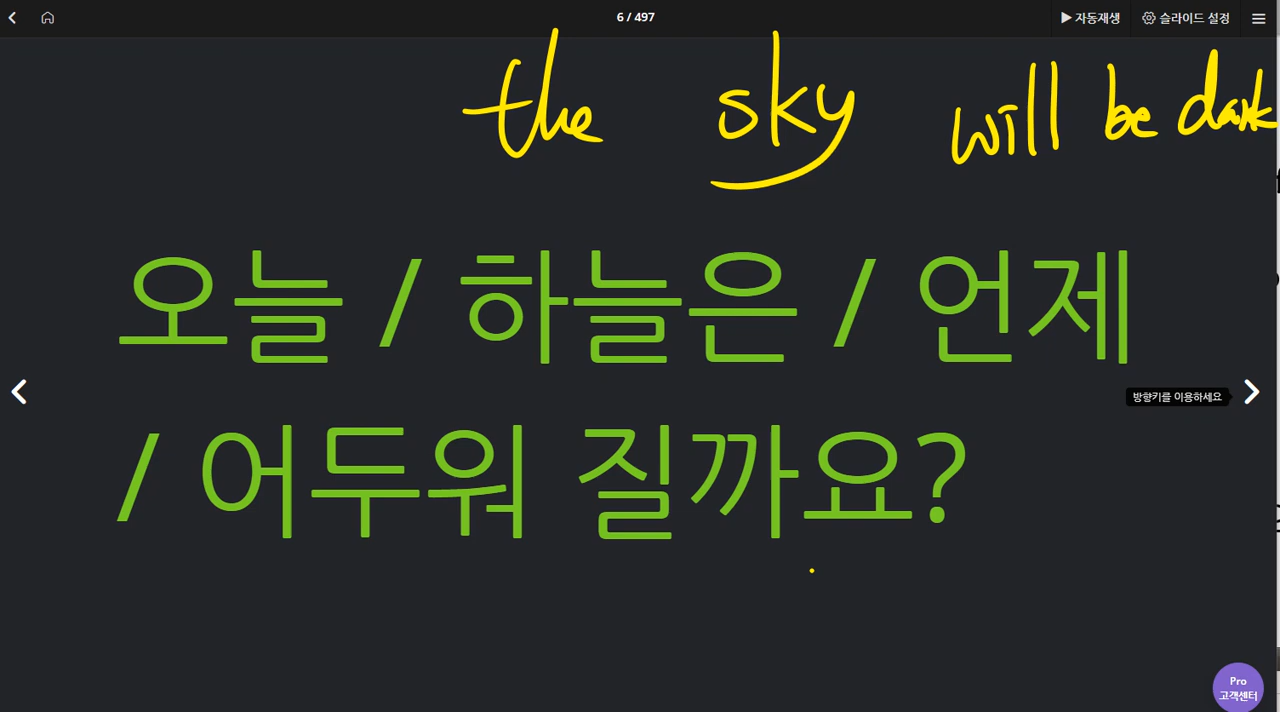 6 / 497
▶ 자동재생
슬라이드 설정
the sky will be dark
오늘 / 하늘은 / 언제
/ 어두워 질까요?
방향키를 이용하세요
Pro
고객센터